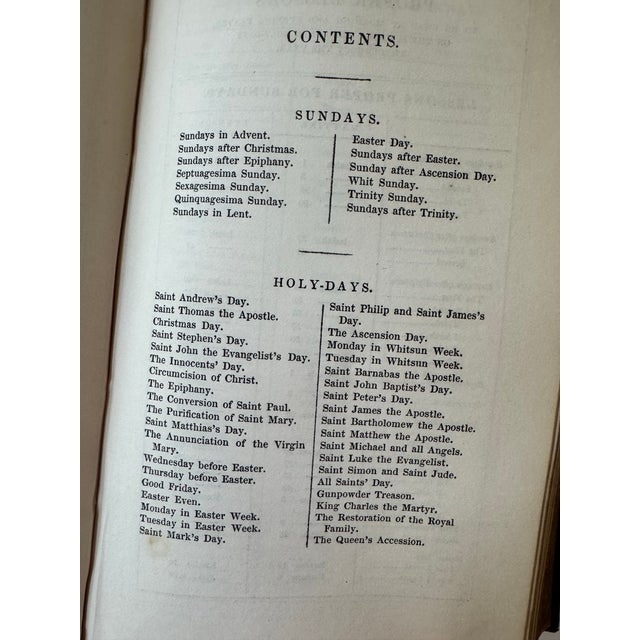 CONTENTS.
SUNDAYS.
Sundays in Advent.
Sundays after Christmas.
Sundays after Epiphany.
Septuagesima Sunday.
Sexagesima Sunday.
Quinquagesima Sunday.
Sundays in Lent.
Easter Day.
Sundays after Easter.
Sunday after Ascension Day.
Whit Sunday.
Trinity Sunday.
Sundays after Trinity.
HOLY-DAYS.
Saint Andrew's Day.
Saint Thomas the Apostle.
Christmas Day.
Saint Stephen's Day.
Saint John the Evangelist's Day.
The Innocents' Day.
Circumcision of Christ.
The Epiphany.
The Conversion of Saint Paul.
The Purification of Saint Mary.
Saint Matthias's Day.
The Annunciation of the Virgin
Mary.
Wednesday before Easter.
Thursday before Easter.
Good Friday.
Easter Even.
Monday in Easter Week.
Tuesday in Easter Week.
Saint Mark's Day.
Saint Philip and Saint James's
Day.
The Ascension Day.
Monday in Whitsun Week.
Tuesday in Whitsun Week.
Saint Barnabas the Apostle.
Saint John Baptist's Day.
Saint Peter's Day.
Saint James the Apostle.
Saint Bartholomew the Apostle.
Saint Matthew the Apostle.
Saint Michael and all Angels.
Saint Luke the Evangelist.
Saint Simon and Saint Jude.
All Saints' Day.
Gunpowder Treason.
King Charles the Martyr.
The Restoration of the Royal
Family.
The Queen's Accession.